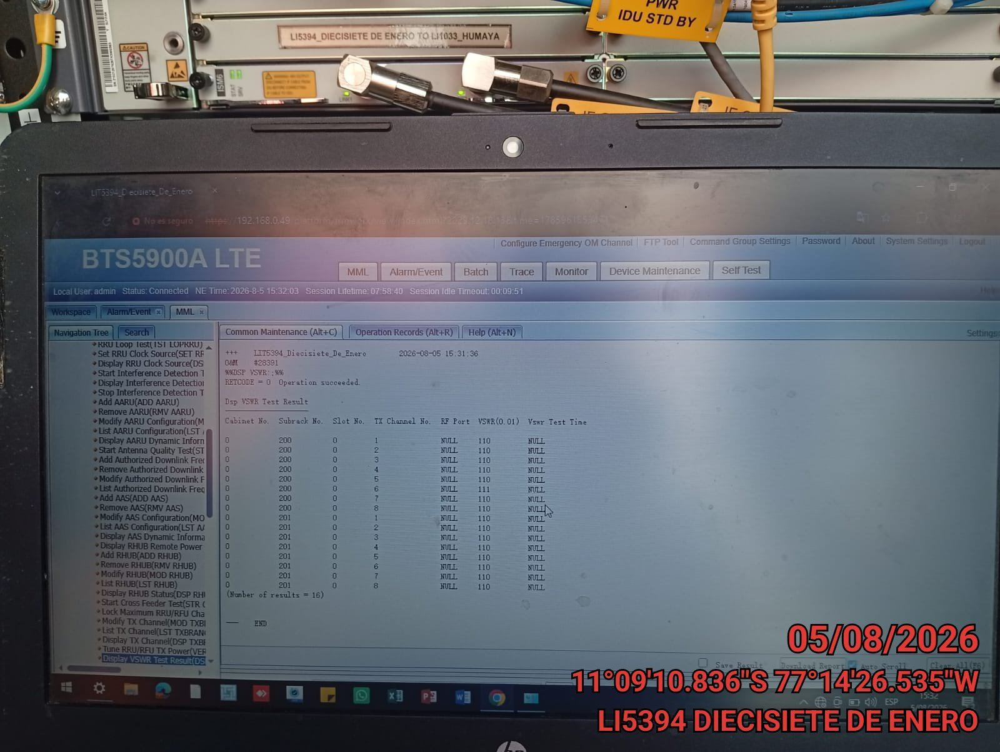 PWR
IDU STD BY
LI5394_DIECISIETE DE ENERO TO LI1033_HUMAYA
CAUTION
ISM6
STAT
SRV
LIT5394_Diecisiete_De_Enero
No es seguro https://192.168.0.49
Configure Emergency OM Channel FTP Tool Command Group Settings Password About System Settings Logout
BTS5900A LTE
MML Alarm/Event Batch Trace Monitor Device Maintenance Self Test
Local User: admin Status: Connected NE Time: 2026-8-5 15:32:03 Session Lifetime: 07:58:40 Session Idle Timeout: 00:09:51
Help
Workspace Alarm/Event MML
Navigation Tree Search
Common Maintenance (Alt+C) Operation Records (Alt+R) Help (Alt+N)
Settings
RRU Loop Test(TST LOPRRU)
Set RRU Clock Source(SET RR
Display RRU Clock Source(DS
Start Interference Detection T
Display Interference Detection
Stop Interference Detection T
Add AARU(ADD AARU)
Remove AARU(RMV AARU)
Modify AARU Configuration(M
List AARU Configuration(LST
Display AARU Dynamic Inform
Start Antenna Quality Test(ST
Add Authorized Downlink Fre
Remove Authorized Downlink
Modify Authorized Downlink F
List Authorized Downlink Freq
Add AAS(ADD AAS)
Remove AAS(RMV AAS)
Modify AAS Configuration(MO
List AAS Configuration(LST AA
Display AAS Dynamic Informa
Display RHUB Remote Power
Add RHUB(ADD RHUB)
Remove RHUB(RMV RHUB)
Modify RHUB(MOD RHUB)
List RHUB(LST RHUB)
Display RHUB Status(DSP RHU
Start Cross Feeder Test(STR C
Lock Maximum RRU/RFU Cha
Modify TX Channel(MOD TXB
List TX Channel(LST TXBRAN
Display TX Channel(DSP TXB
Tune RRU/RFU TX Power(VER
Display VSWR Test Result(DS
+++ LIT5394_Diecisiete_De_Enero 2026-08-05 15:31:36
O&M #28391
%%DSP VSWR:;%%
RETCODE = 0 Operation succeeded.
Dsp VSWR Test Result
Cabinet No. Subrack No. Slot No. TX Channel No. RF Port VSWR(0.01) Vswr Test Time
0 200 0 1 NULL 110 NULL
0 200 0 2 NULL 110 NULL
0 200 0 3 NULL 110 NULL
0 200 0 4 NULL 110 NULL
0 200 0 5 NULL 110 NULL
0 200 0 6 NULL 111 NULL
0 200 0 7 NULL 110 NULL
0 200 0 8 NULL 110 NULL
0 201 0 1 NULL 110 NULL
0 201 0 2 NULL 110 NULL
0 201 0 3 NULL 110 NULL
0 201 0 4 NULL 110 NULL
0 201 0 5 NULL 110 NULL
0 201 0 6 NULL 110 NULL
0 201 0 7 NULL 110 NULL
0 201 0 8 NULL 110 NULL
(Number of results = 16)
--- END
Save Result Download Report Auto Scroll Clear All(F6)
ESP
15:32
5/08/2026
hp
05/08/2026
11°09'10.836"S 77°14'26.535"W
LI5394 DIECISIETE DE ENERO